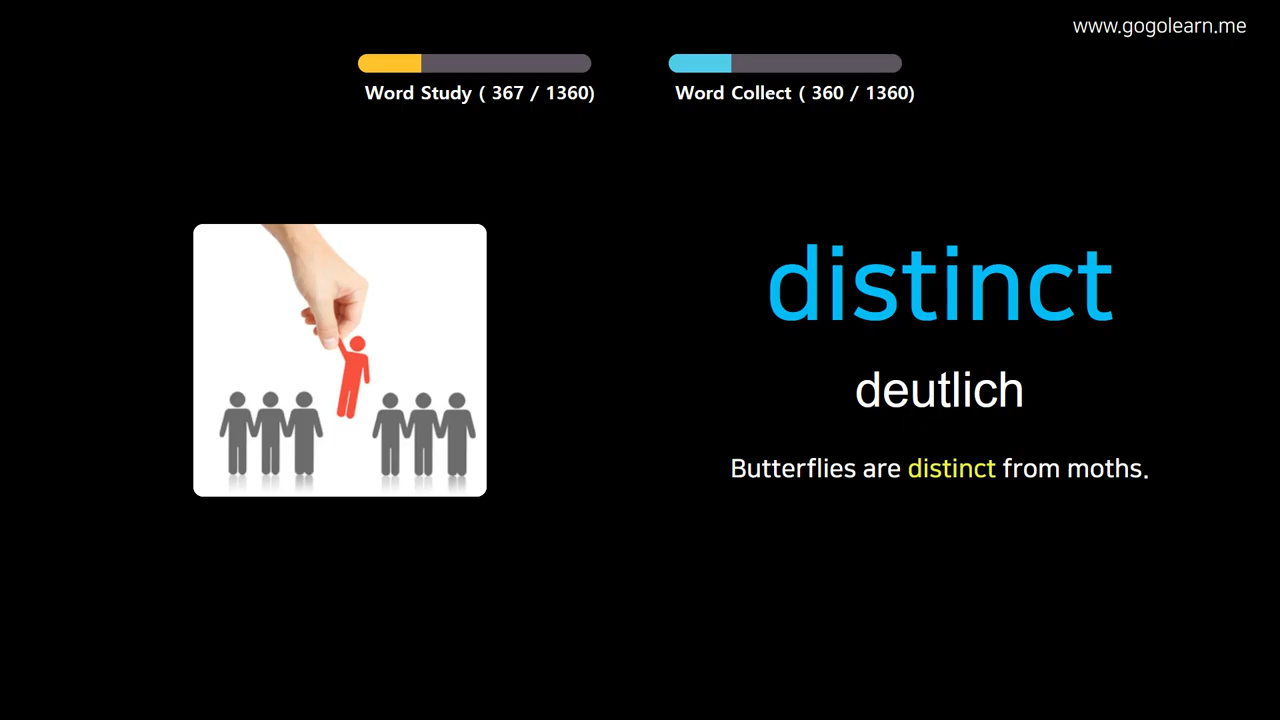 www.gogolearn.me
Word Study ( 367 / 1360)
Word Collect ( 360 / 1360)
distinct
deutlich
Butterflies are distinct from moths.